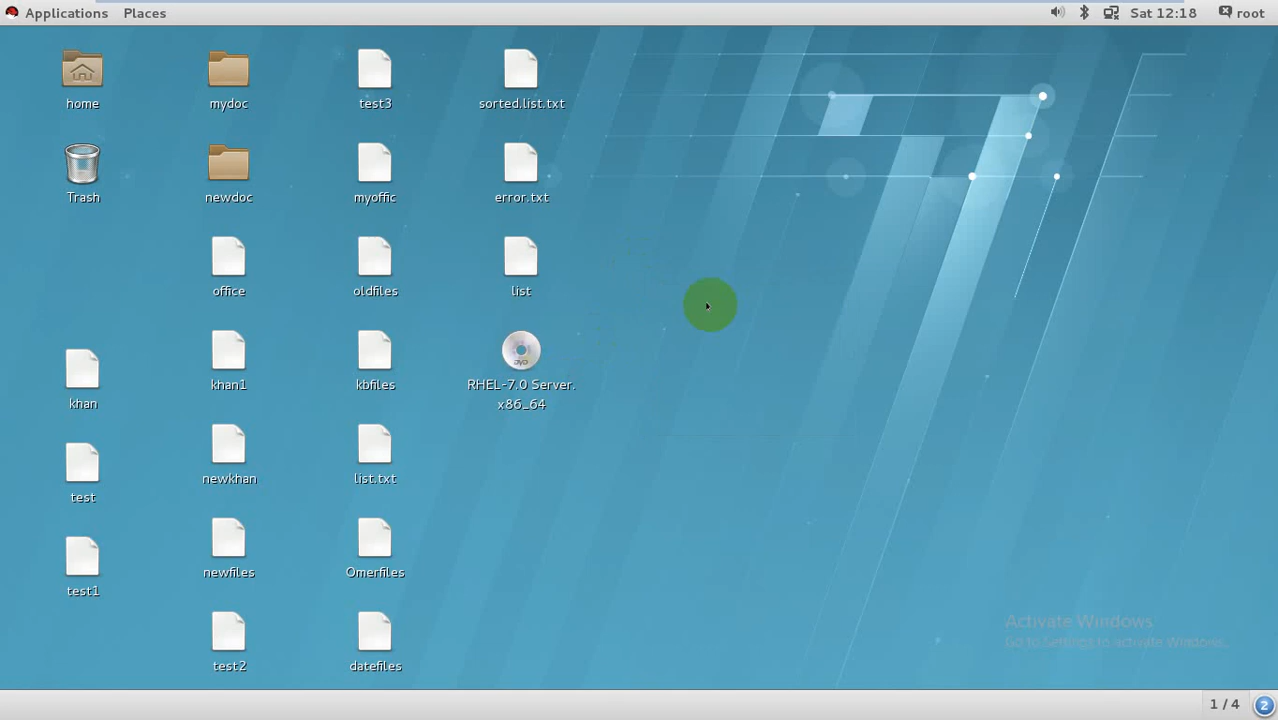 Applications Places Sat 12:18 root
home mydoc test3 sorted.list.txt
Trash newdoc myoffic error.txt
office oldfiles list
khan khan1 kbfiles RHEL-7.0 Server.
x86_64
test newkhan list.txt
test1 newfiles Omerfiles
test2 datefiles
Activate Windows
Go to Settings to activate Windows.
1 / 4 2